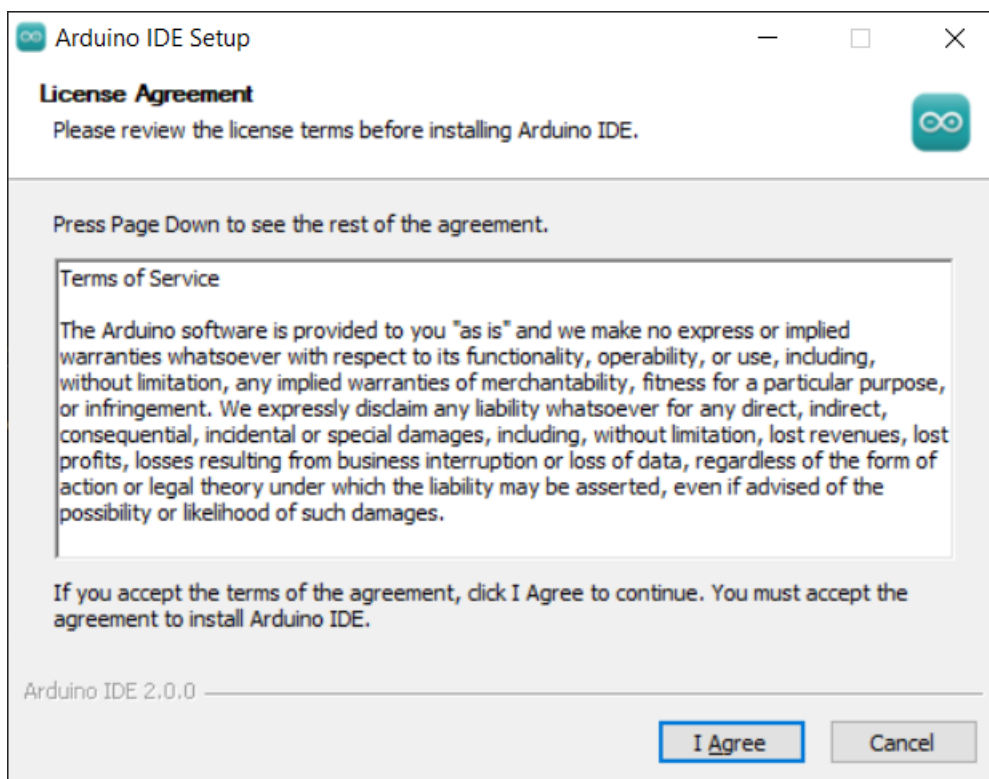 Arduino IDE Setup
License Agreement
Please review the license terms before installing Arduino IDE.
Press Page Down to see the rest of the agreement.
Terms of Service
The Arduino software is provided to you "as is" and we make no express or implied
warranties whatsoever with respect to its functionality, operability, or use, including,
without limitation, any implied warranties of merchantability, fitness for a particular purpose,
or infringement. We expressly disclaim any liability whatsoever for any direct, indirect,
consequential, incidental or special damages, including, without limitation, lost revenues, lost
profits, losses resulting from business interruption or loss of data, regardless of the form of
action or legal theory under which the liability may be asserted, even if advised of the
possibility or likelihood of such damages.
If you accept the terms of the agreement, click I Agree to continue. You must accept the
agreement to install Arduino IDE.
Arduino IDE 2.0.0
I Agree
Cancel